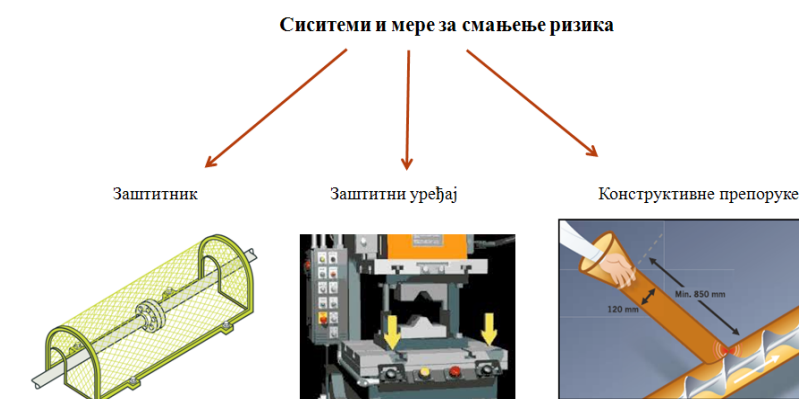 Сиситеми и мере за смањење ризика
Заштитник
Заштитни уређај
Конструктивне препоруке
Min. 850 mm
120 mm